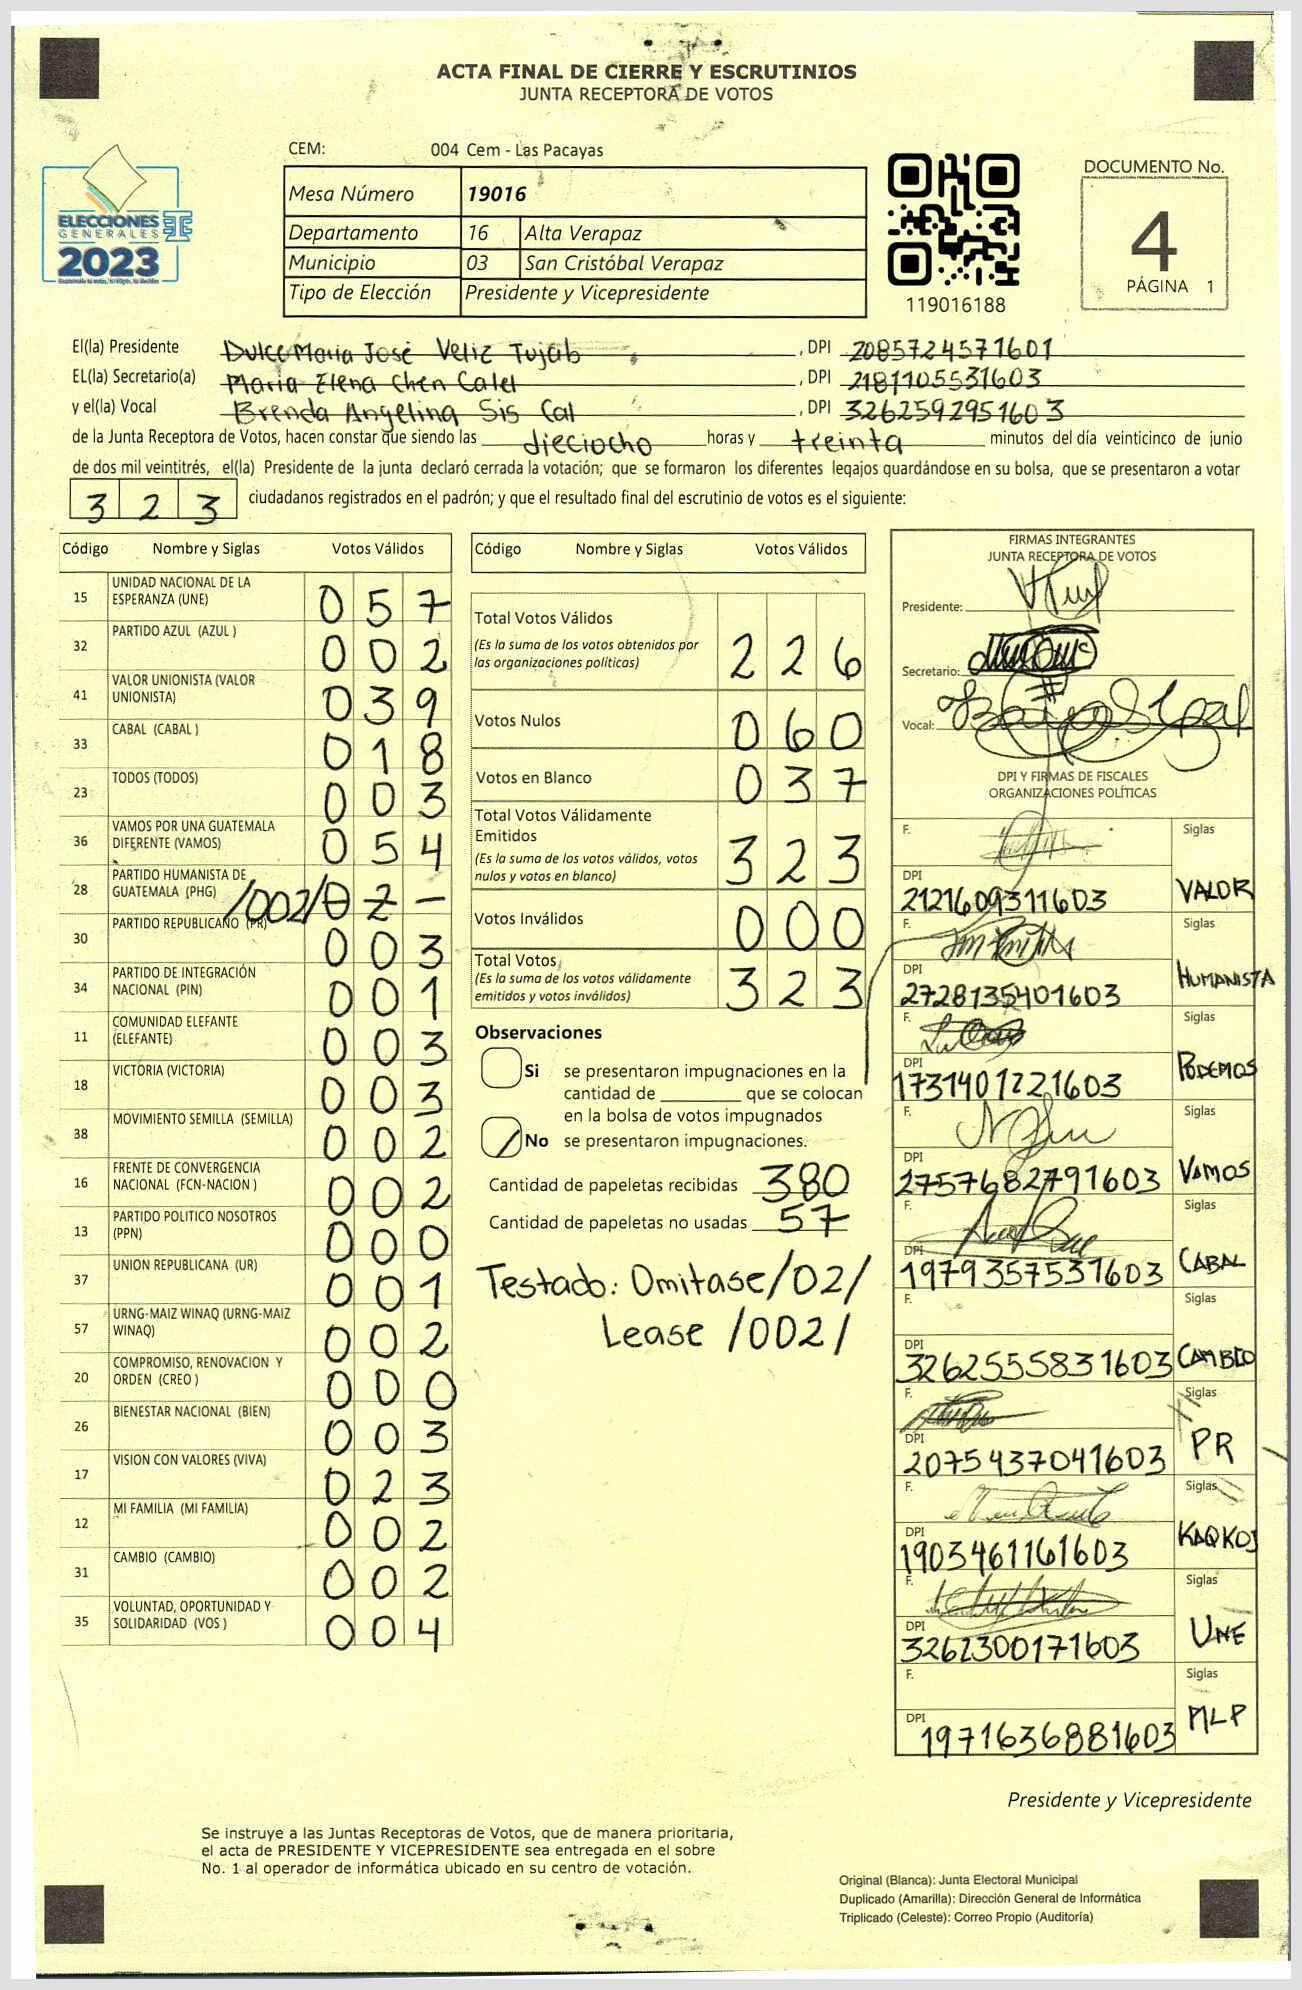 ACTA FINAL DE CIERRE Y ESCRUTINIOS
JUNTA RECEPTORA DE VOTOS
CEM: 004 Cem - Las Pacayas
Mesa Número 19016
Departamento 16 Alta Verapaz
Municipio 03 San Cristóbal Verapaz
Tipo de Elección Presidente y Vicepresidente
ELECCIONES
GENERALES
2023
119016188
DOCUMENTO No.
4
PÁGINA 1
El(la) Presidente Dulce Maria José Veliz Tujab, DPI 2085724571601
EL(la) Secretario(a) Maria Elena Chen Calel, DPI 2181105531603
y el(la) Vocal Brenda Angelina Sis Cal, DPI 3262592951603
de la Junta Receptora de Votos, hacen constar que siendo las dieciocho horas y treinta minutos del día veinticinco de junio
de dos mil veintitrés, el(la) Presidente de la junta declaró cerrada la votación; que se formaron los diferentes legajos guardándose en su bolsa, que se presentaron a votar
3 2 3 ciudadanos registrados en el padrón; y que el resultado final del escrutinio de votos es el siguiente:
Código Nombre y Siglas Votos Válidos
15 UNIDAD NACIONAL DE LA ESPERANZA (UNE) 0 5 7
32 PARTIDO AZUL (AZUL ) 0 0 2
41 VALOR UNIONISTA (VALOR UNIONISTA) 0 3 9
33 CABAL (CABAL ) 0 1 8
23 TODOS (TODOS) 0 0 3
36 VAMOS POR UNA GUATEMALA DIFERENTE (VAMOS) 0 5 4
28 PARTIDO HUMANISTA DE GUATEMALA (PHG) /002/ 0 2 -
30 PARTIDO REPUBLICANO (PR) 0 0 3
34 PARTIDO DE INTEGRACIÓN NACIONAL (PIN) 0 0 1
11 COMUNIDAD ELEFANTE (ELEFANTE) 0 0 3
18 VICTORIA (VICTORIA) 0 0 3
38 MOVIMIENTO SEMILLA (SEMILLA) 0 0 2
16 FRENTE DE CONVERGENCIA NACIONAL (FCN-NACION ) 0 0 2
13 PARTIDO POLITICO NOSOTROS (PPN) 0 0 0
37 UNION REPUBLICANA (UR) 0 0 1
57 URNG-MAIZ WINAQ (URNG-MAIZ WINAQ) 0 0 2
20 COMPROMISO, RENOVACION Y ORDEN (CREO ) 0 0 0
26 BIENESTAR NACIONAL (BIEN) 0 0 3
17 VISION CON VALORES (VIVA) 0 2 3
12 MI FAMILIA (MI FAMILIA) 0 0 2
31 CAMBIO (CAMBIO) 0 0 2
35 VOLUNTAD, OPORTUNIDAD Y SOLIDARIDAD (VOS ) 0 0 4
Código Nombre y Siglas Votos Válidos
Total Votos Válidos 2 2 6
(Es la suma de los votos obtenidos por
las organizaciones políticas)
Votos Nulos 0 6 0
Votos en Blanco 0 3 7
Total Votos Válidamente
Emitidos 3 2 3
(Es la suma de los votos válidos, votos
nulos y votos en blanco)
Votos Inválidos 0 0 0
Total Votos 3 2 3
(Es la suma de los votos válidamente
emitidos y votos inválidos)
Observaciones
Si se presentaron impugnaciones en la
cantidad de ________ que se colocan
en la bolsa de votos impugnados
No se presentaron impugnaciones.
Cantidad de papeletas recibidas 380
Cantidad de papeletas no usadas 57
Testado: Omitase/02/
Lease /002/
FIRMAS INTEGRANTES
JUNTA RECEPTORA DE VOTOS
Presidente:
Secretario:
Vocal:
DPI Y FIRMAS DE FISCALES
ORGANIZACIONES POLÍTICAS
F. Siglas
DPI 2121609311603 VALOR
F. Siglas
DPI 2728135401603 HUMANISTA
F. Siglas
DPI 1731401221603 PODEMOS
F. Siglas
DPI 2757682791603 VAMOS
F. Siglas
DPI 1979357531603 CABAL
F. Siglas
DPI 3262555831603 CAMBIO
F. Siglas
DPI 2075437041603 PR
F. Siglas
DPI 1903461161603 KAQKOJ
F. Siglas
DPI 3262300171603 UNE
F. Siglas
DPI 1971636881603 MLP
Presidente y Vicepresidente
Se instruye a las Juntas Receptoras de Votos, que de manera prioritaria,
el acta de PRESIDENTE Y VICEPRESIDENTE sea entregada en el sobre
No. 1 al operador de informática ubicado en su centro de votación.
Original (Blanca): Junta Electoral Municipal
Duplicado (Amarilla): Dirección General de Informática
Triplicado (Celeste): Correo Propio (Auditoría)